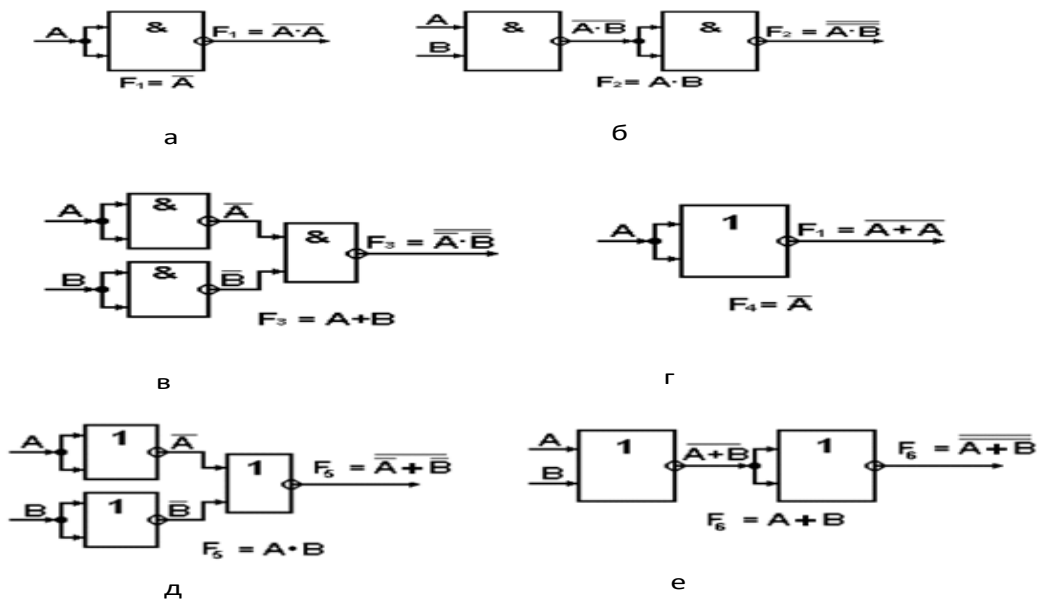 A & F₁ = A̅·̅A̅
F₁ = A̅
а
A B & A̅·̅B̅ & F₂ = A̿·̿B̿
F₂ = A·B
б
A & A̅
B & B̅
& F₃ = A̿·̿B̿
F₃ = A+B
в
A 1 F₁ = A̅ ̅+̅ ̅A̅
F₄ = A̅
г
A 1 A̅
B 1 B̅
1 F₅ = A̿ ̅+̅ ̅B̿
F₅ = A•B
д
A B 1 A̅+̅B̅ 1 F₆ = A̿ ̿+̿ ̿B̿
F₆ = A + B
е